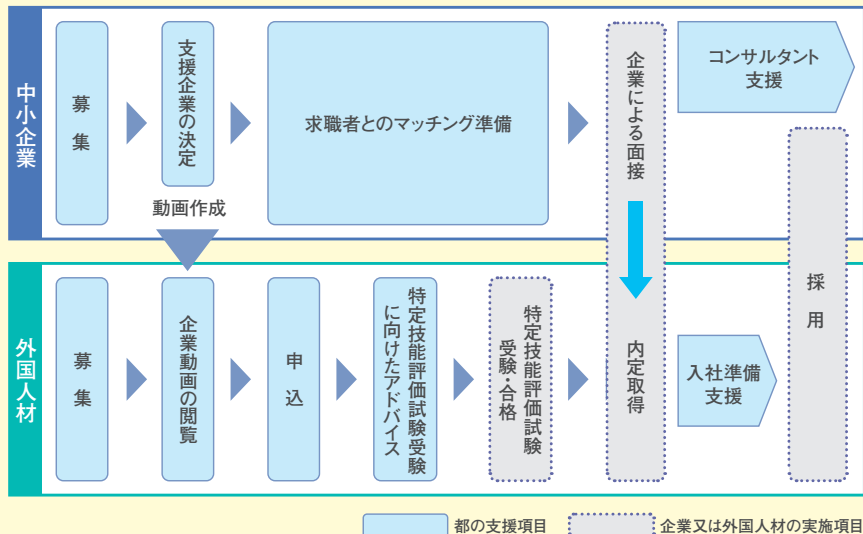 中小企業
募集
支援企業の決定
動画作成
求職者とのマッチング準備
企業による面接
コンサルタント
支援
外国人材
募集
企業動画の閲覧
申込
特定技能評価試験受験
に向けたアドバイス
特定技能評価試験
受験・合格
内定取得
入社準備
支援
採用
都の支援項目
企業又は外国人材の実施項目